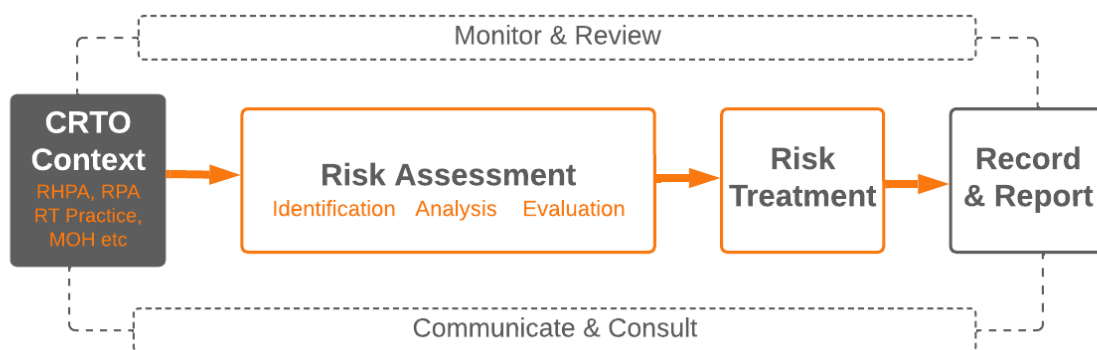 Monitor & Review
CRTO
Context
RHPA, RPA
RT Practice,
MOH etc
Risk Assessment
Identification Analysis Evaluation
Risk
Treatment
Record
& Report
Communicate & Consult